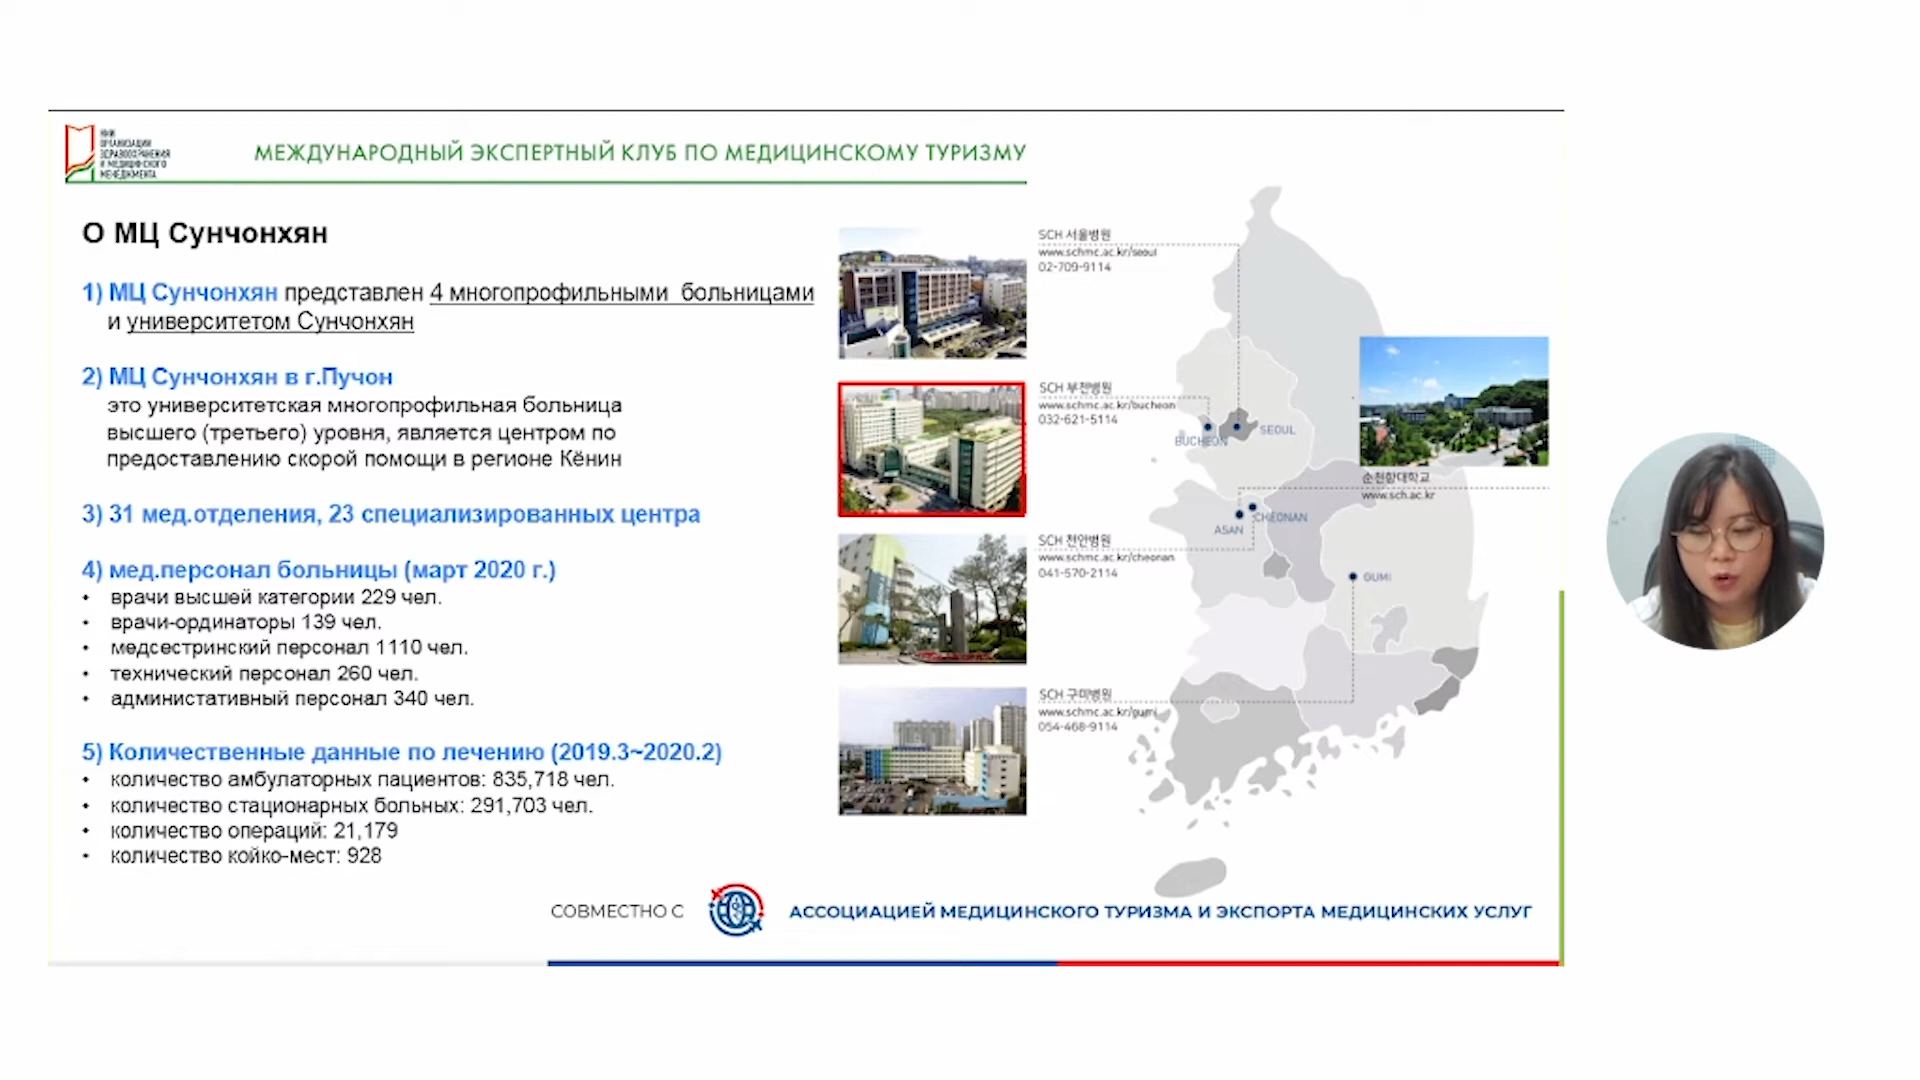 НИИ
ОРГАНИЗАЦИИ
ЗДРАВООХРАНЕНИЯ
И МЕДИЦИНСКОГО
МЕНЕДЖМЕНТА
МЕЖДУНАРОДНЫЙ ЭКСПЕРТНЫЙ КЛУБ ПО МЕДИЦИНСКОМУ ТУРИЗМУ
О МЦ Сунчонхян
1) МЦ Сунчонхян представлен 4 многопрофильными больницами
и университетом Сунчонхян
2) МЦ Сунчонхян в г.Пучон
это университетская многопрофильная больница
высшего (третьего) уровня, является центром по
предоставлению скорой помощи в регионе Кёнин
3) 31 мед.отделения, 23 специализированных центра
4) мед.персонал больницы (март 2020 г.)
• врачи высшей категории 229 чел.
• врачи-ординаторы 139 чел.
• медсестринский персонал 1110 чел.
• технический персонал 260 чел.
• администативный персонал 340 чел.
5) Количественные данные по лечению (2019.3~2020.2)
• количество амбулаторных пациентов: 835,718 чел.
• количество стационарных больных: 291,703 чел.
• количество операций: 21,179
• количество койко-мест: 928
SCH 서울병원
www.schmc.ac.kr/seoul
02-709-9114
SCH 부천병원
www.schmc.ac.kr/bucheon
032-621-5114
SCH 천안병원
www.schmc.ac.kr/cheonan
041-570-2114
SCH 구미병원
www.schmc.ac.kr/gumi
054-468-9114
BUCHEON
SEOUL
순천향대학교
www.sch.ac.kr
ASAN
CHEONAN
GUMI
СОВМЕСТНО С
АССОЦИАЦИЕЙ МЕДИЦИНСКОГО ТУРИЗМА И ЭКСПОРТА МЕДИЦИНСКИХ УСЛУГ